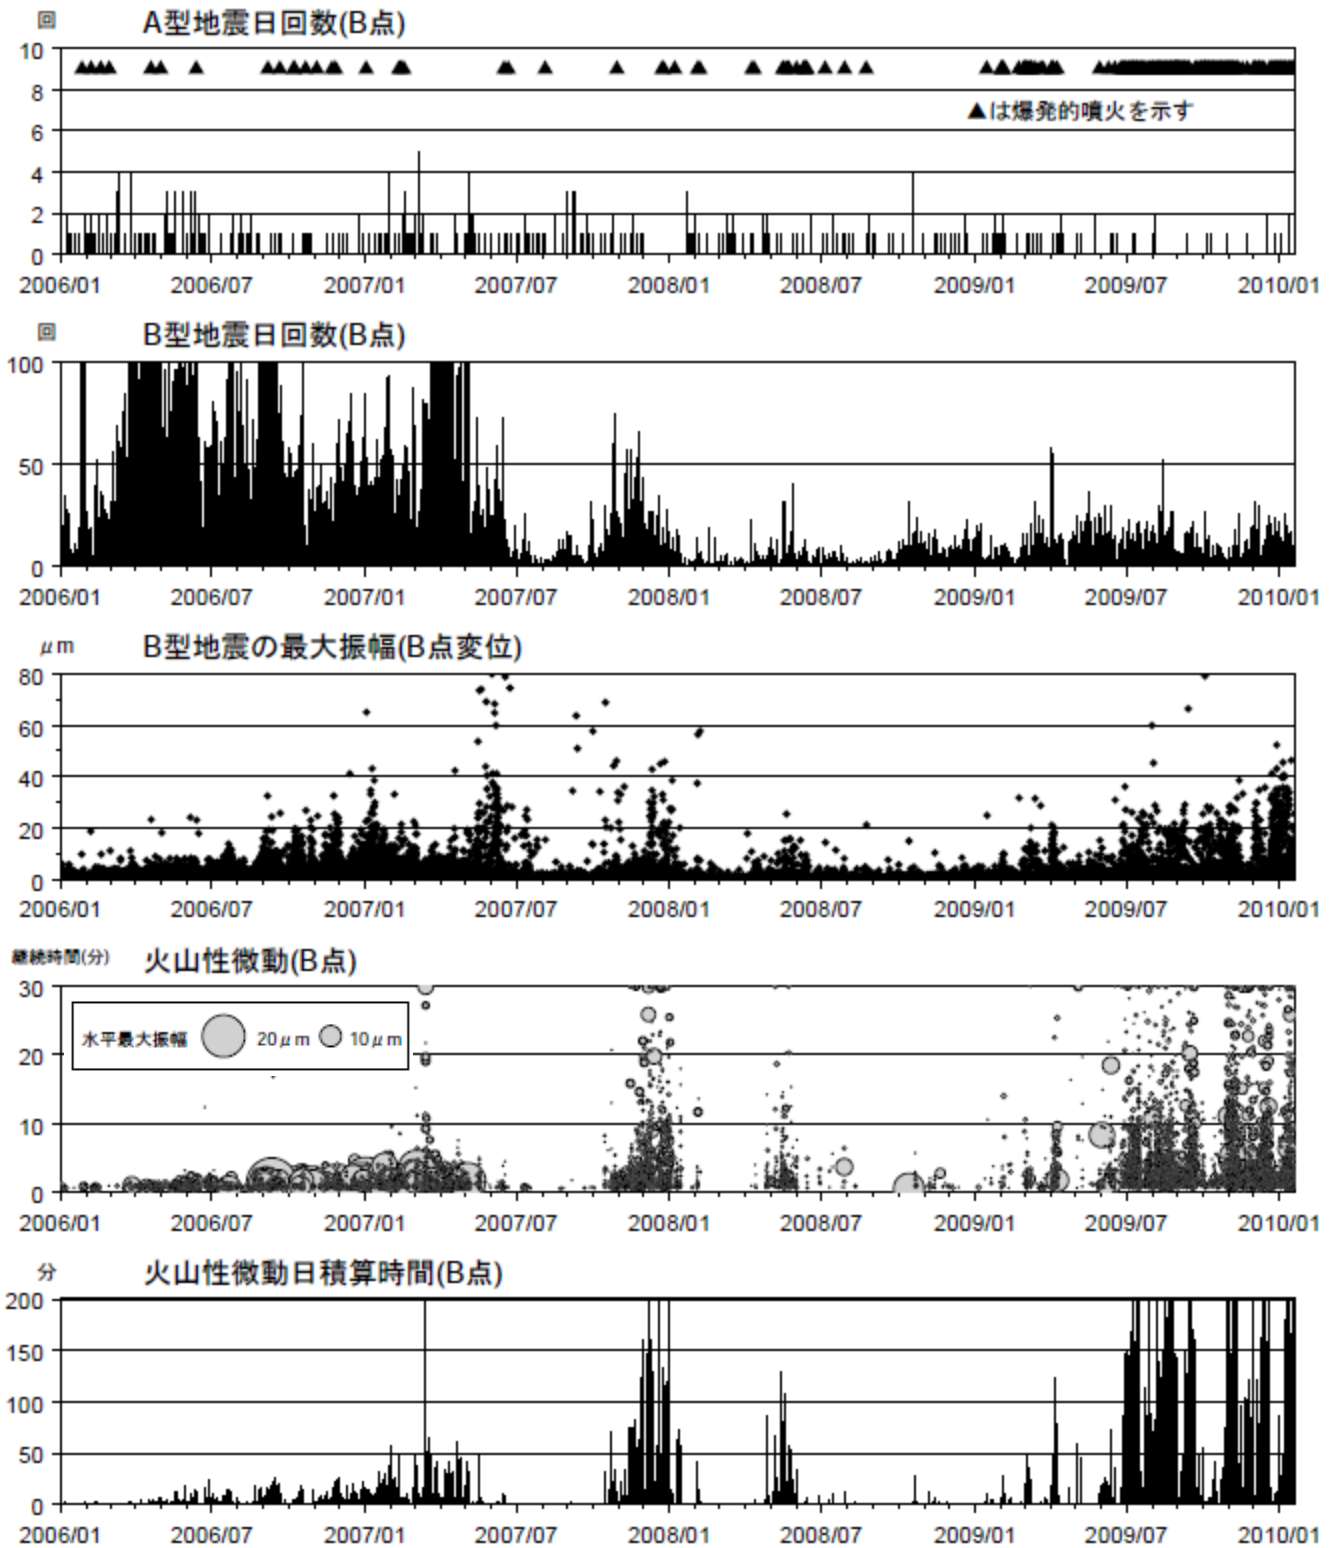 回 A型地震日回数(B点)
10
8
▲は爆発的噴火を示す
6
4
2
0
2006/01 2006/07 2007/01 2007/07 2008/01 2008/07 2009/01 2009/07 2010/01
回 B型地震日回数(B点)
100
50
0
2006/01 2006/07 2007/01 2007/07 2008/01 2008/07 2009/01 2009/07 2010/01
μm B型地震の最大振幅(B点変位)
80
60
40
20
0
2006/01 2006/07 2007/01 2007/07 2008/01 2008/07 2009/01 2009/07 2010/01
継続時間(分) 火山性微動(B点)
30
水平最大振幅 20μm 10μm
20
10
0
2006/01 2006/07 2007/01 2007/07 2008/01 2008/07 2009/01 2009/07 2010/01
分 火山性微動日積算時間(B点)
200
150
100
50
0
2006/01 2006/07 2007/01 2007/07 2008/01 2008/07 2009/01 2009/07 2010/01